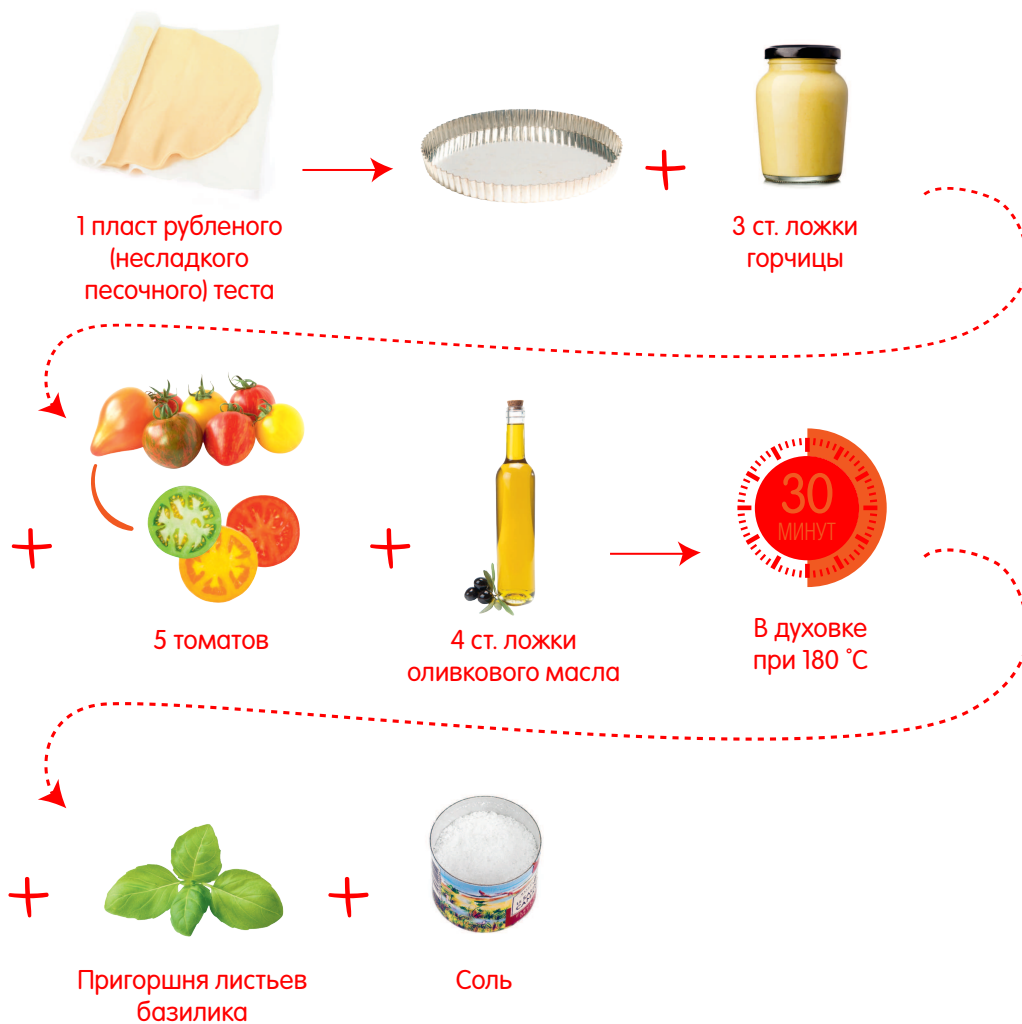 1 пласт рубленого
(несладкого
песочного) теста
3 ст. ложки
горчицы
5 томатов
4 ст. ложки
оливкового масла
30
МИНУТ
В духовке
при 180 °C
Пригоршня листьев
базилика
Соль